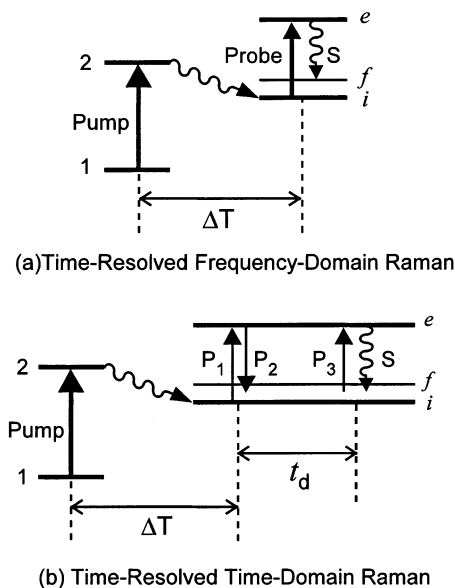 e
2
Probe
S
f
i
Pump
1
ΔT
(a)Time-Resolved Frequency-Domain Raman
e
P1
P2
P3
S
2
f
i
Pump
1
td
ΔT
(b) Time-Resolved Time-Domain Raman